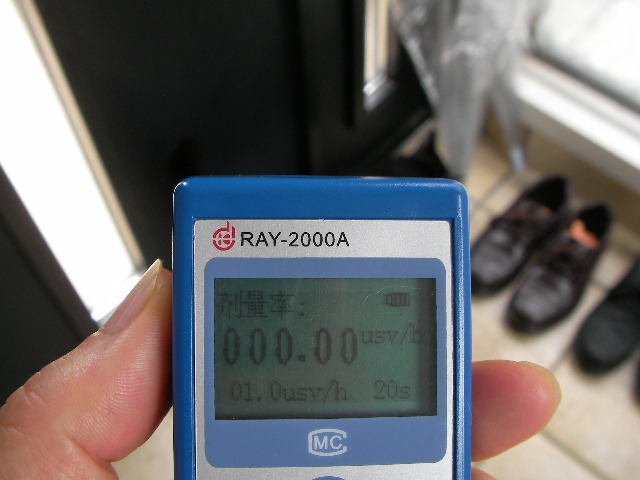 RAY-2000A
剂量率:
000.00usv/h
01.0usv/h 20s
MC